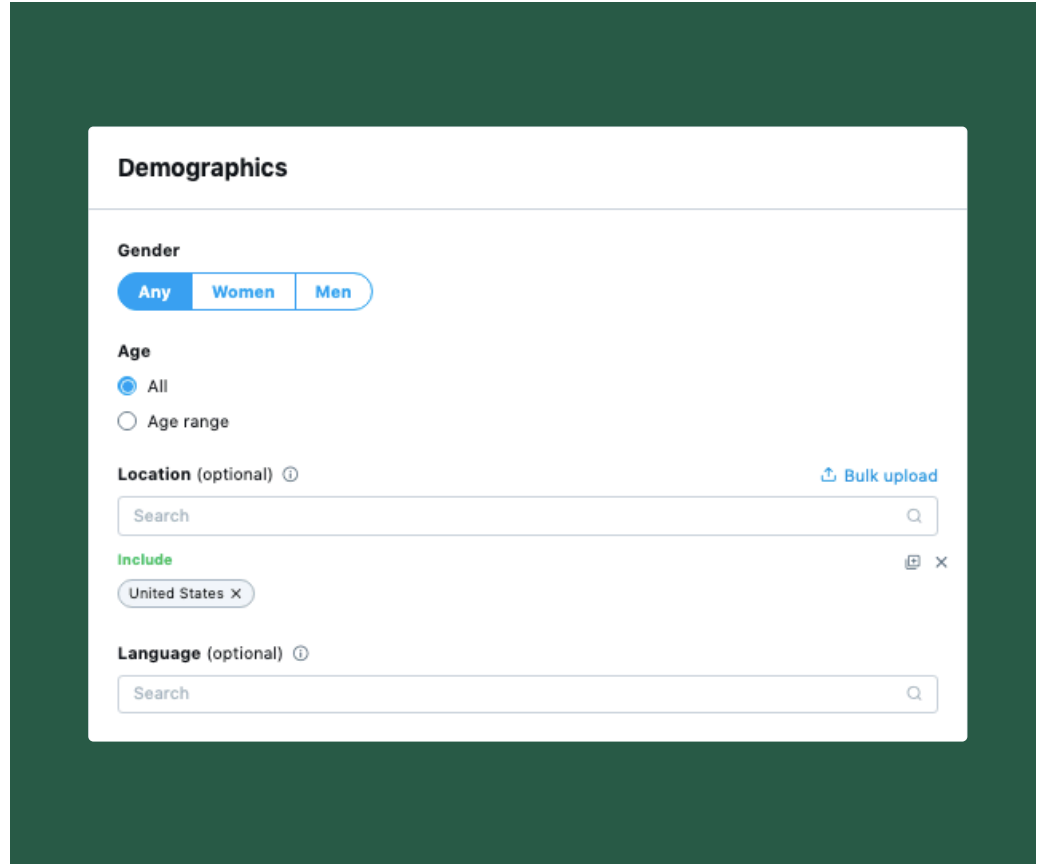 Demographics
Gender
Any Women Men
Age
All
Age range
Location (optional) Bulk upload
Search
Include
United States
Language (optional)
Search